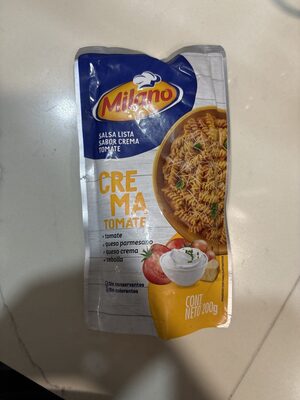 Milano
SALSA LISTA
SABOR CREMA
TOMATE
CRE
MA
TOMATE
• tomate
• queso parmesano
• queso crema
• cebolla
Sin conservantes
Sin colorantes
CONT
NETO 200g